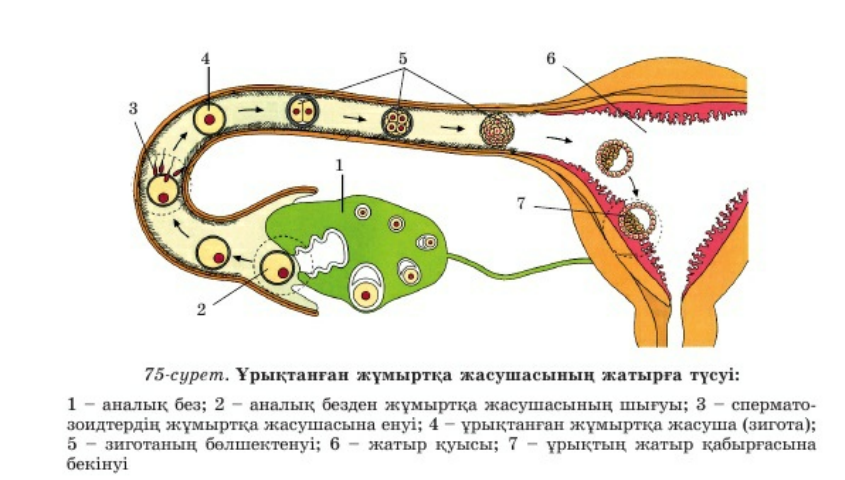 4
5
6
3
1
7
2
75-сурет. Ұрықтанған жұмыртқа жасушасының жатырға түсуі:
1 – аналық без; 2 – аналық безден жұмыртқа жасушасының шығуы; 3 – спермато-
зоидтердің жұмыртқа жасушасына енуі; 4 – ұрықтанған жұмыртқа жасуша (зигота);
5 – зиготаның бөлшектенуі; 6 – жатыр қуысы; 7 – ұрықтың жатыр қабырғасына
бекінуі